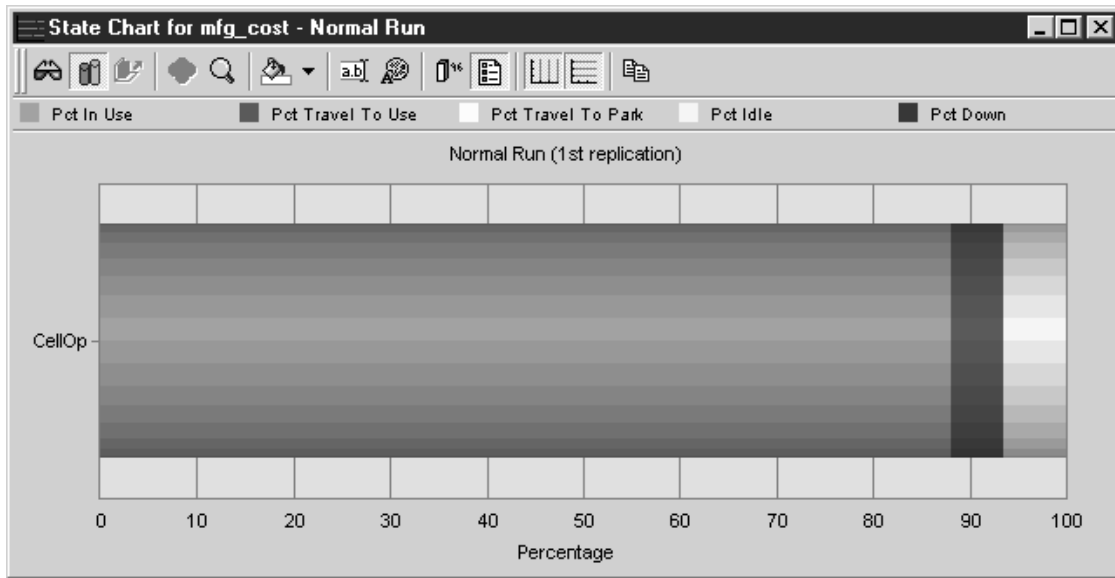 State Chart for mfg_cost - Normal Run
a.b
Pct In Use Pct Travel To Use Pct Travel To Park Pct Idle Pct Down
Normal Run (1st replication)
CellOp
0 10 20 30 40 50 60 70 80 90 100
Percentage